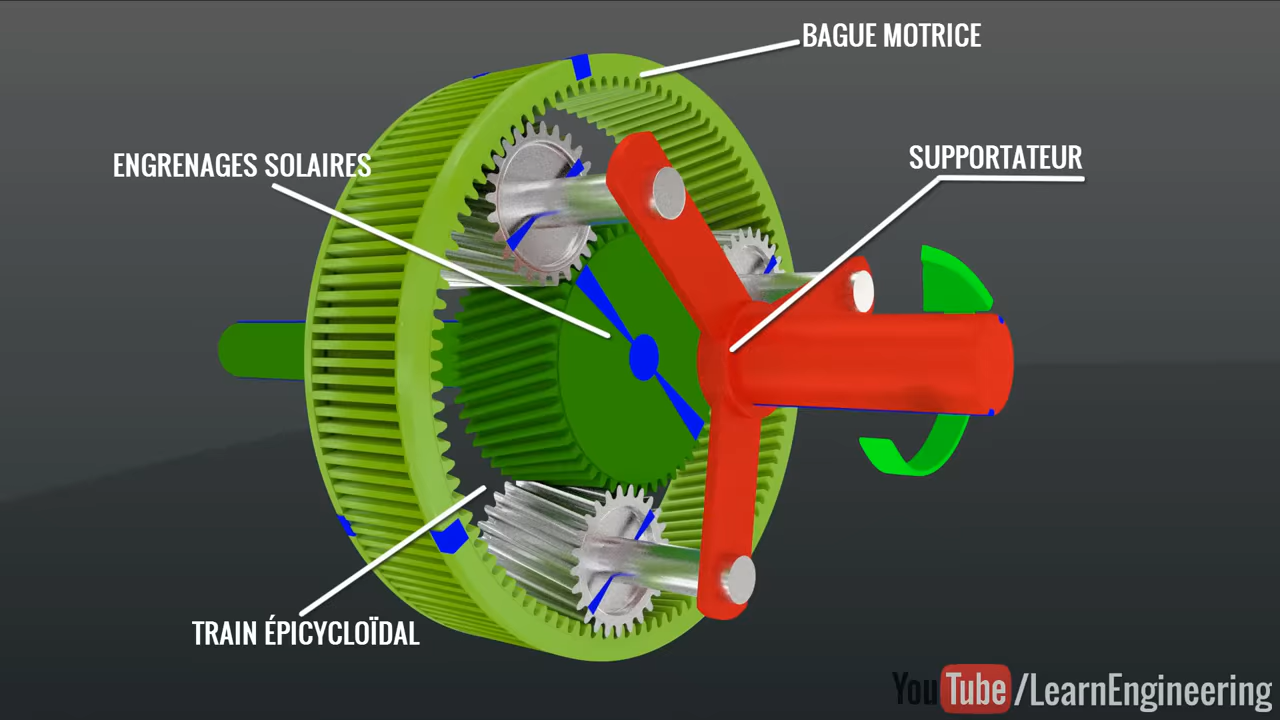 BAGUE MOTRICE
ENGRENAGES SOLAIRES
SUPPORTATEUR
TRAIN ÉPICYCLOÏDAL
YouTube/LearnEngineering